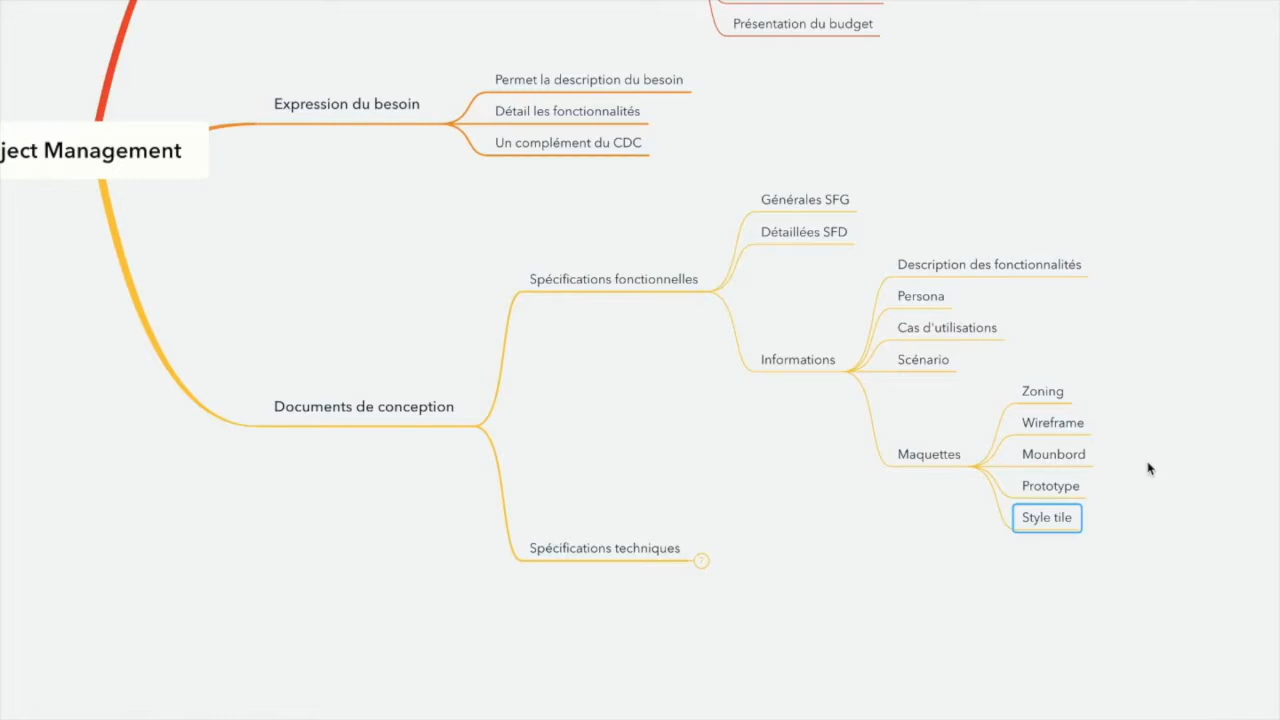 Présentation du budget
Permet la description du besoin
Expression du besoin
Détail les fonctionnalités
Un complément du CDC
ject Management
Générales SFG
Détaillées SFD
Spécifications fonctionnelles
Description des fonctionnalités
Persona
Cas d'utilisations
Informations
Scénario
Zoning
Documents de conception
Wireframe
Maquettes
Mounbord
Prototype
Style tile
Spécifications techniques
7